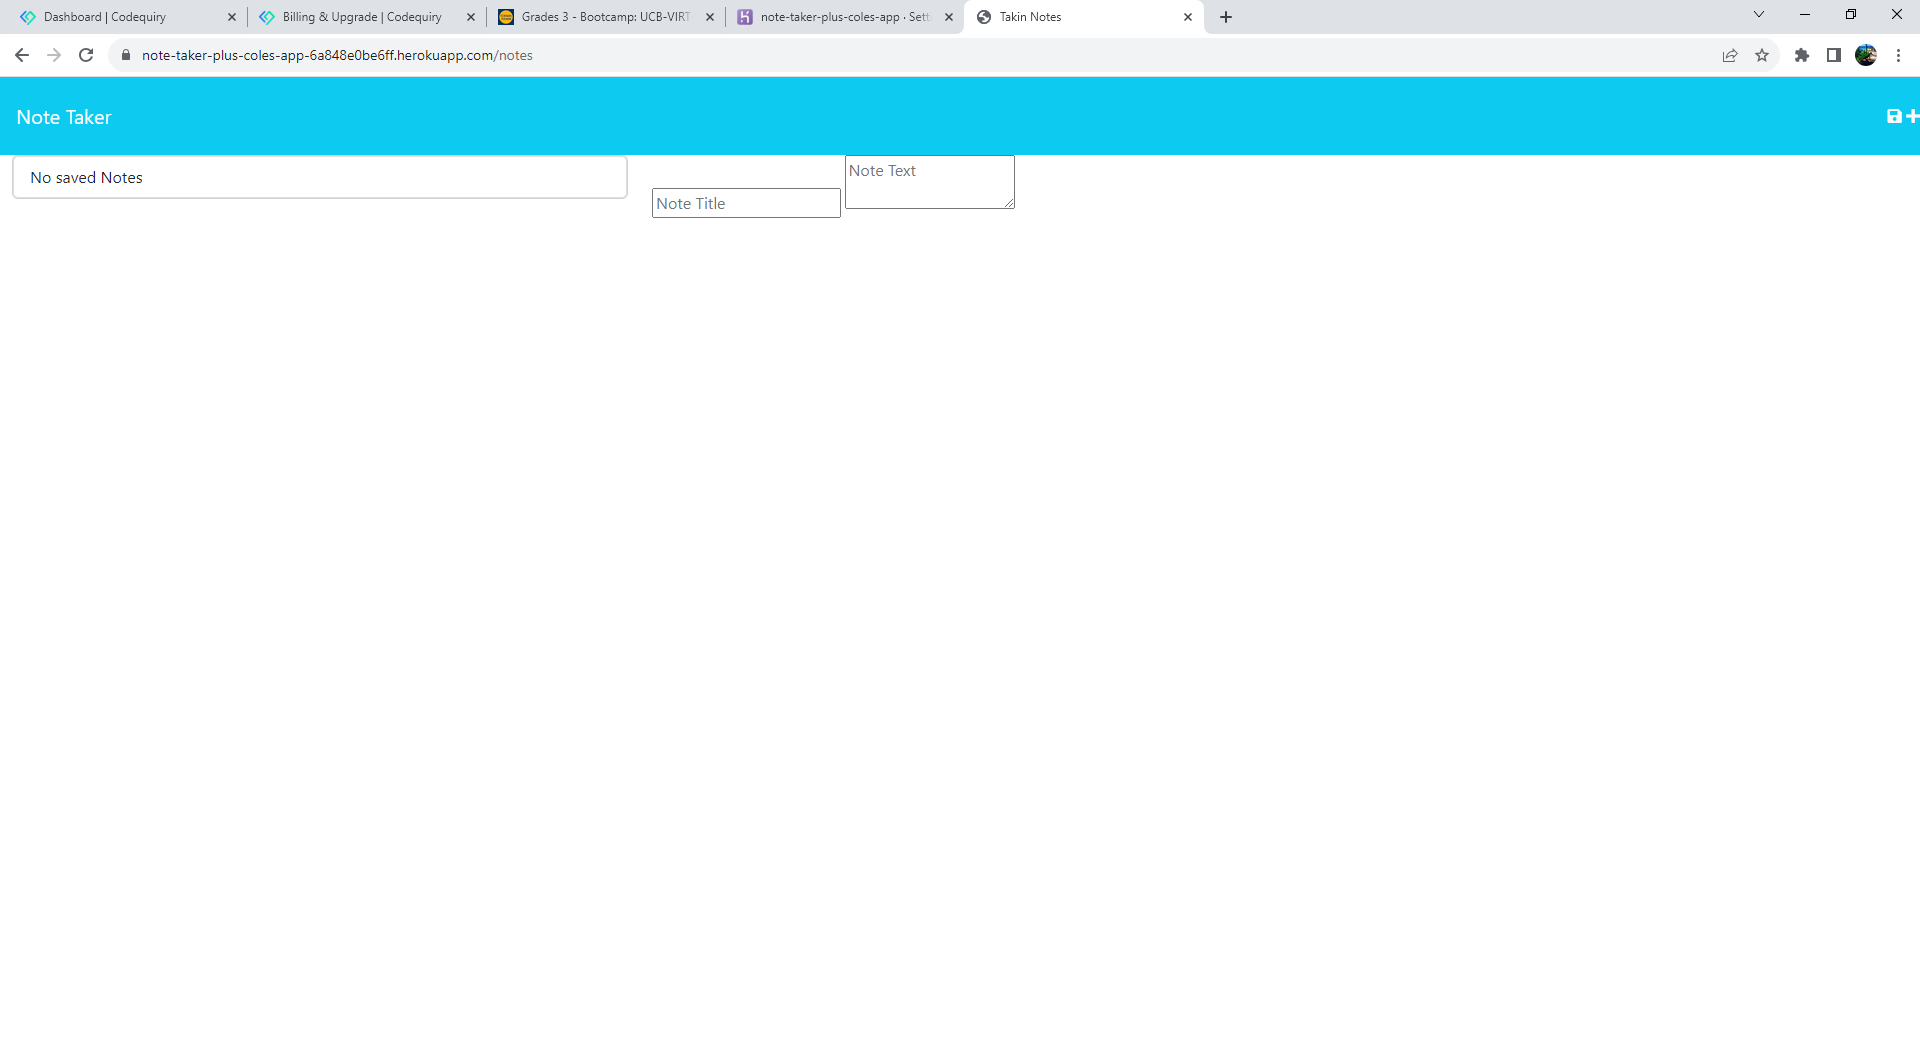 Dashboard | Codequiry
Billing & Upgrade | Codequiry
Grades 3 - Bootcamp: UCB-VIRT
note-taker-plus-coles-app · Sett
Takin Notes
note-taker-plus-coles-app-6a848e0be6ff.herokuapp.com/notes
Note Taker
No saved Notes
Note Title
Note Text